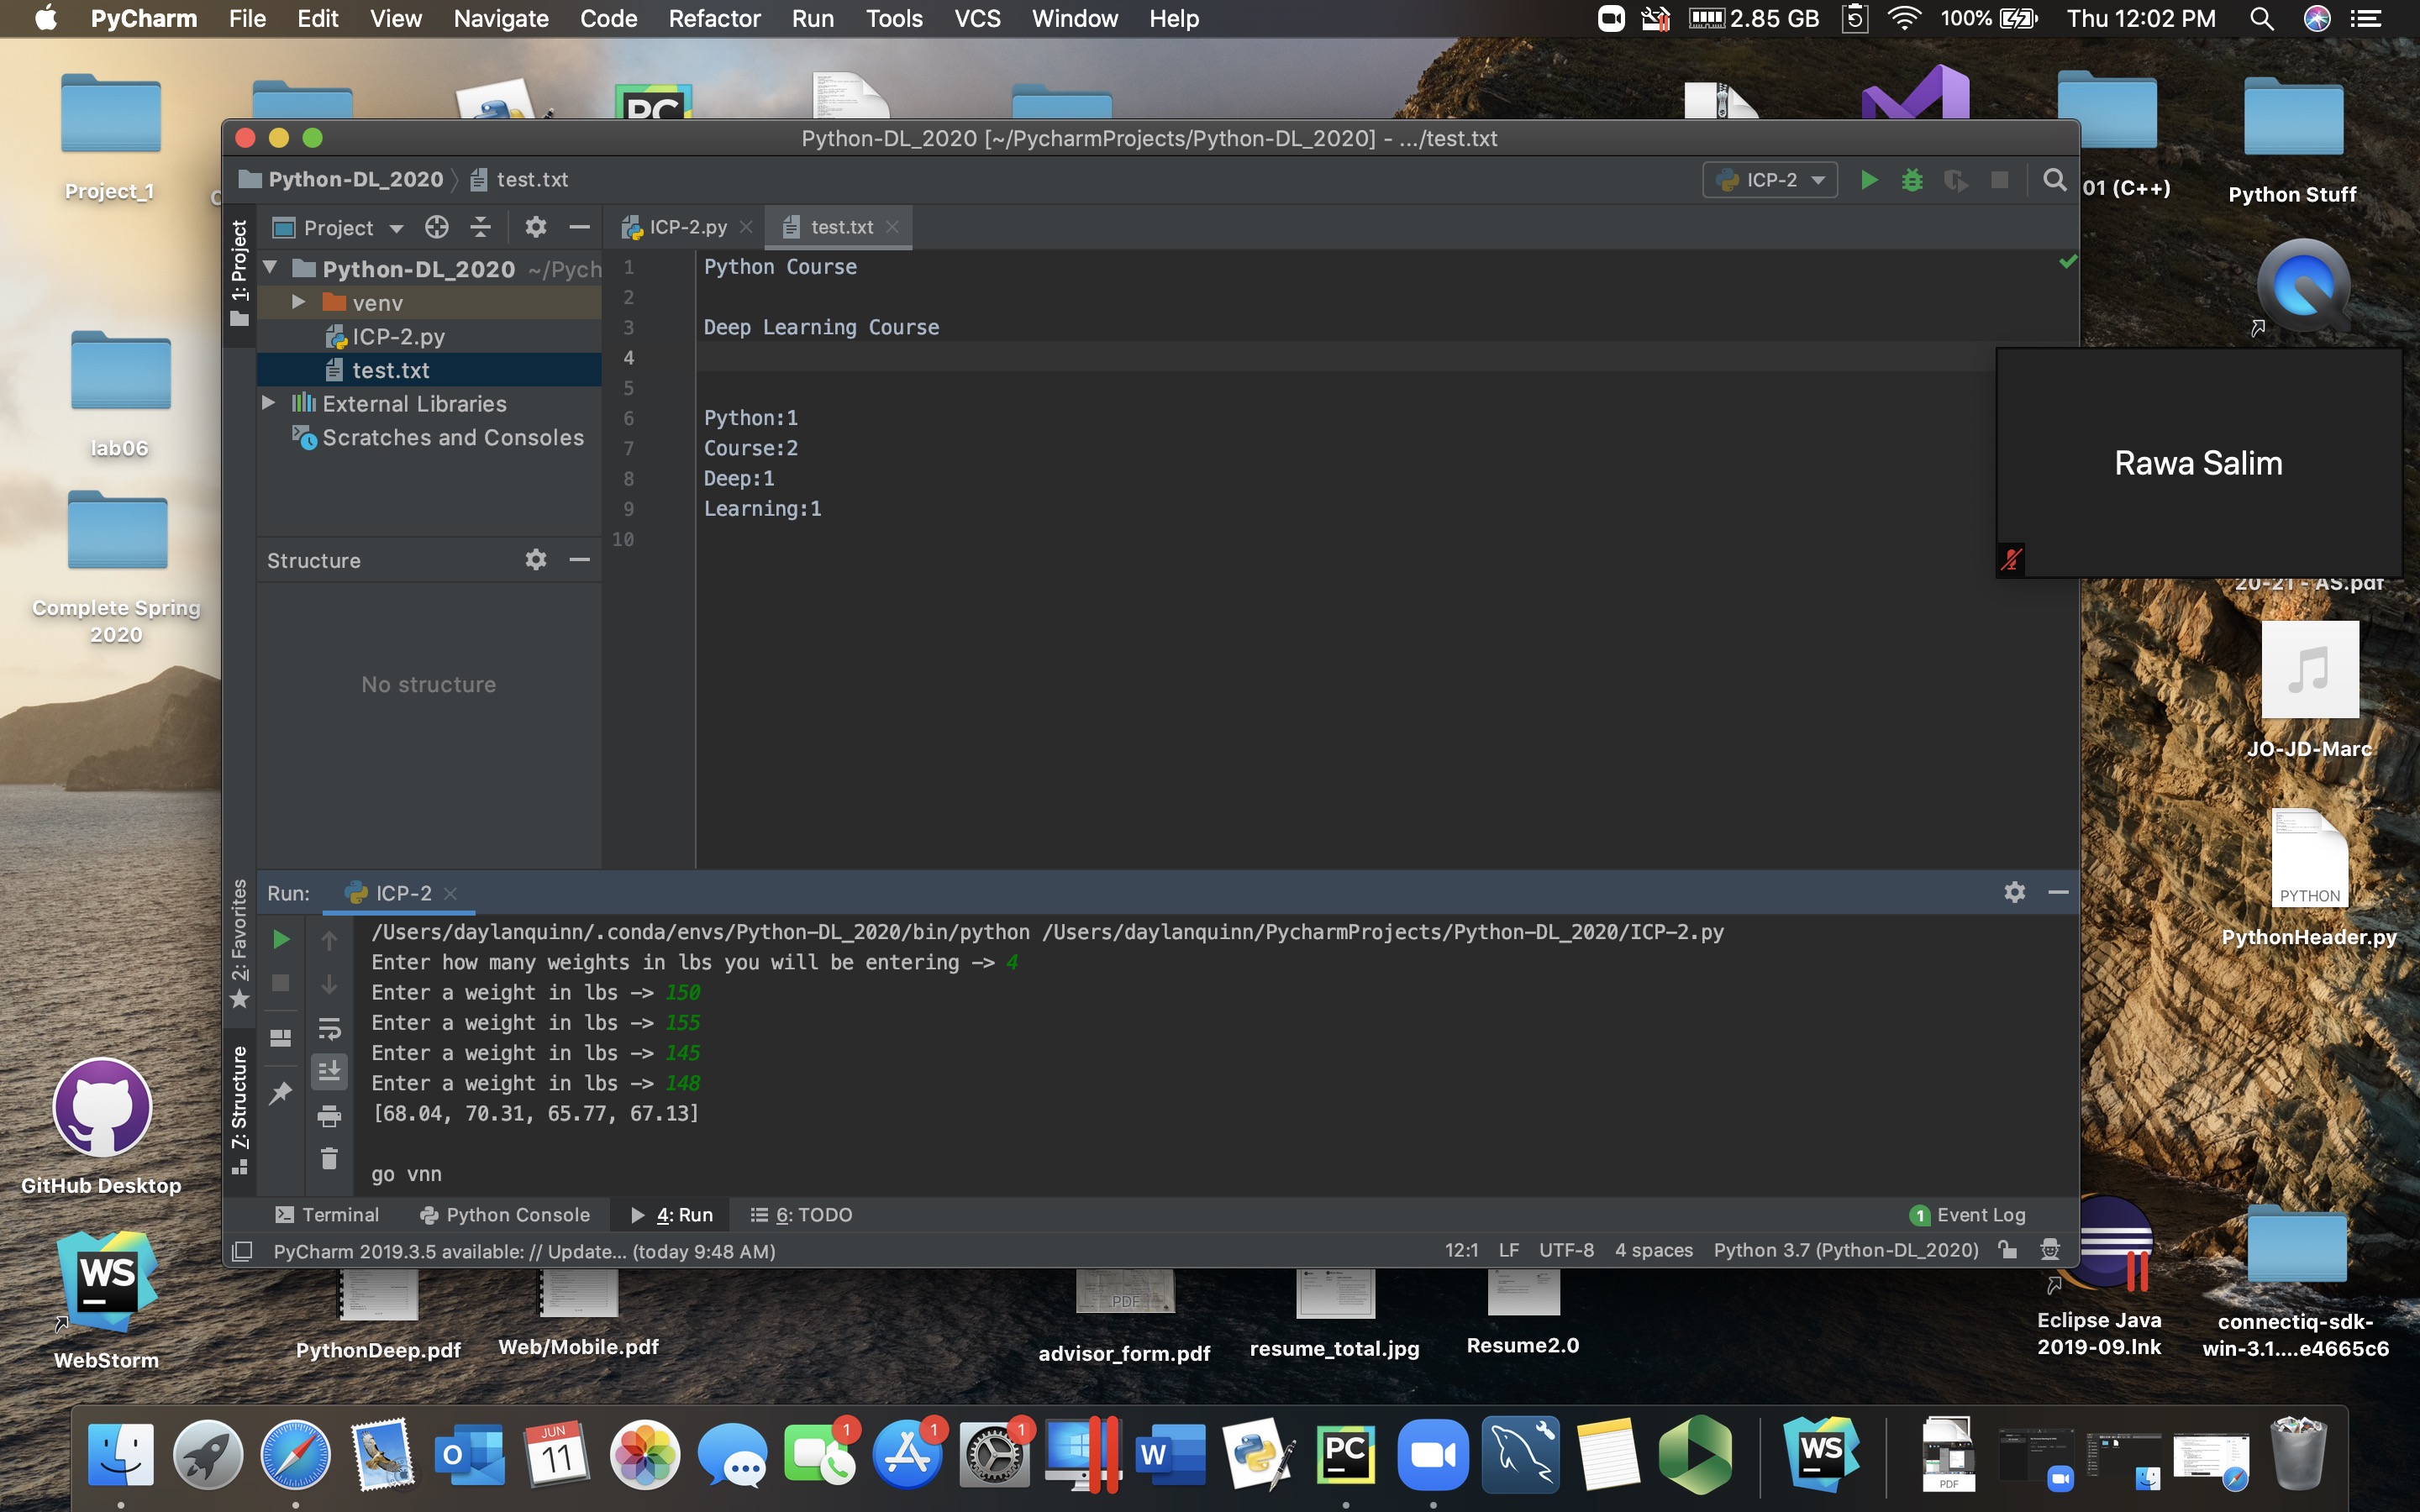 PyCharm File Edit View Navigate Code Refactor Run Tools VCS Window Help 2.85 GB 100% Thu 12:02 PM
Python-DL_2020 [~/PycharmProjects/Python-DL_2020] - .../test.txt
Python-DL_2020 test.txt ICP-2
1: Project
Project
ICP-2.py test.txt
Python-DL_2020 ~/Pych
venv
ICP-2.py
test.txt
External Libraries
Scratches and Consoles
Structure
No structure
1 Python Course
2
3 Deep Learning Course
4
5
6 Python:1
7 Course:2
8 Deep:1
9 Learning:1
10
Run: ICP-2
2: Favorites
7: Structure
/Users/daylanquinn/.conda/envs/Python-DL_2020/bin/python /Users/daylanquinn/PycharmProjects/Python-DL_2020/ICP-2.py
Enter how many weights in lbs you will be entering —> 4
Enter a weight in lbs —> 150
Enter a weight in lbs —> 155
Enter a weight in lbs —> 145
Enter a weight in lbs —> 148
[68.04, 70.31, 65.77, 67.13]
go vnn
Terminal Python Console 4: Run 6: TODO 1 Event Log
PyCharm 2019.3.5 available: // Update... (today 9:48 AM) 12:1 LF UTF-8 4 spaces Python 3.7 (Python-DL_2020)
Rawa Salim
Project_1
lab06
Complete Spring
2020
GitHub Desktop
WS
WebStorm
PC
01 (C++)
Python Stuff
20-21 - AS.pdf
JO-JD-Marc
PYTHON
PythonHeader.py
PythonDeep.pdf
Web/Mobile.pdf
PDF
advisor_form.pdf
resume_total.jpg
Resume2.0
Eclipse Java
2019-09.lnk
connectiq-sdk-
win-3.1....e4665c6
JUN
11
1
1
1
W
PC
WS
PDF